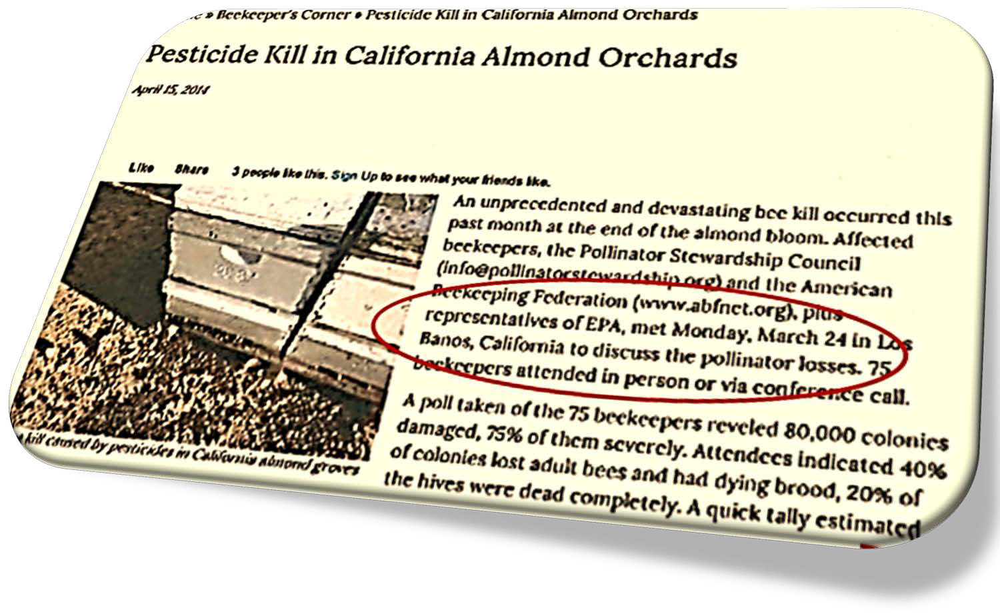 » Beekeeper's Corner » Pesticide Kill in California Almond Orchards
Pesticide Kill in California Almond Orchards
April 15, 2014
Like Share 3 people like this. Sign Up to see what your friends like.
An unprecedented and devastating bee kill occurred this
past month at the end of the almond bloom. Affected
beekeepers, the Pollinator Stewardship Council
(info@pollinatorstewardship.org) and the American
Beekeeping Federation (www.abfnet.org), plus
representatives of EPA, met Monday, March 24 in Los
Banos, California to discuss the pollinator losses. 75
beekeepers attended in person or via conference call.
A poll taken of the 75 beekeepers reveled 80,000 colonies
damaged, 75% of them severely. Attendees indicated 40%
of colonies lost adult bees and had dying brood, 20% of
the hives were dead completely. A quick tally estimated
kill caused by pesticides in California almond groves